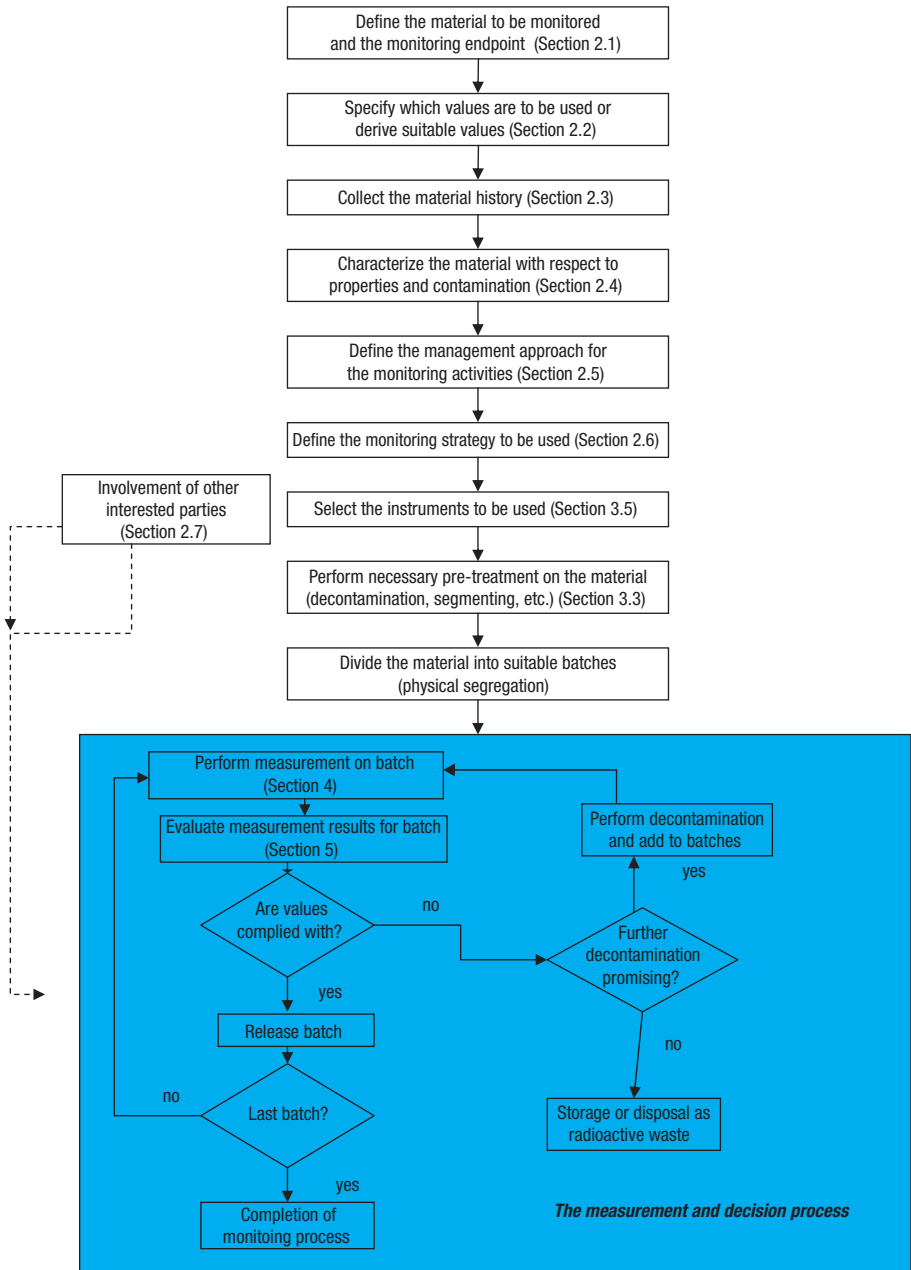 Define the material to be monitored
and the monitoring endpoint (Section 2.1)
Specify which values are to be used or
derive suitable values (Section 2.2)
Collect the material history (Section 2.3)
Characterize the material with respect to
properties and contamination (Section 2.4)
Define the management approach for
the monitoring activities (Section 2.5)
Define the monitoring strategy to be used (Section 2.6)
Involvement of other
interested parties
(Section 2.7)
Select the instruments to be used (Section 3.5)
Perform necessary pre-treatment on the material
(decontamination, segmenting, etc.) (Section 3.3)
Divide the material into suitable batches
(physical segregation)
Perform measurement on batch
(Section 4)
Evaluate measurement results for batch
(Section 5)
Perform decontamination
and add to batches
yes
Are values
complied with?
no
Further
decontamination
promising?
yes
Release batch
no
no
Last batch?
Storage or disposal as
radioactive waste
yes
Completion of
monitoing process
The measurement and decision process